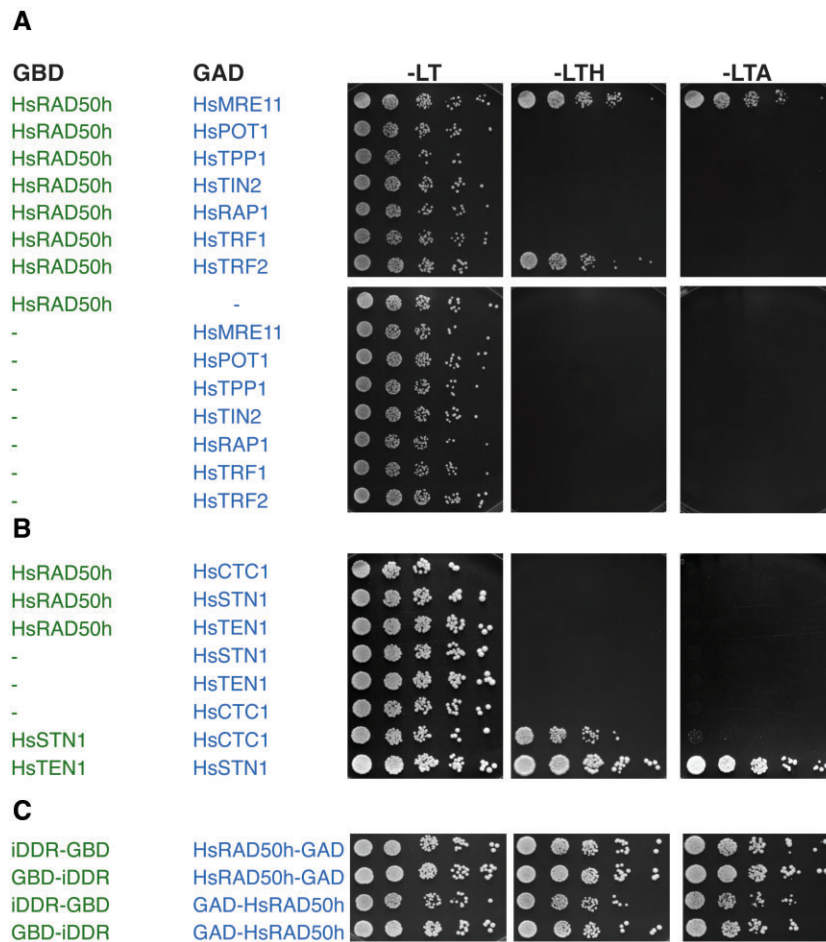 A
GBD GAD -LT -LTH -LTA
HsRAD50h HsMRE11
HsRAD50h HsPOT1
HsRAD50h HsTPP1
HsRAD50h HsTIN2
HsRAD50h HsRAP1
HsRAD50h HsTRF1
HsRAD50h HsTRF2
HsRAD50h -
- HsMRE11
- HsPOT1
- HsTPP1
- HsTIN2
- HsRAP1
- HsTRF1
- HsTRF2
B
HsRAD50h HsCTC1
HsRAD50h HsSTN1
HsRAD50h HsTEN1
- HsSTN1
- HsTEN1
- HsCTC1
HsSTN1 HsCTC1
HsTEN1 HsSTN1
C
iDDR-GBD HsRAD50h-GAD
GBD-iDDR HsRAD50h-GAD
iDDR-GBD GAD-HsRAD50h
GBD-iDDR GAD-HsRAD50h